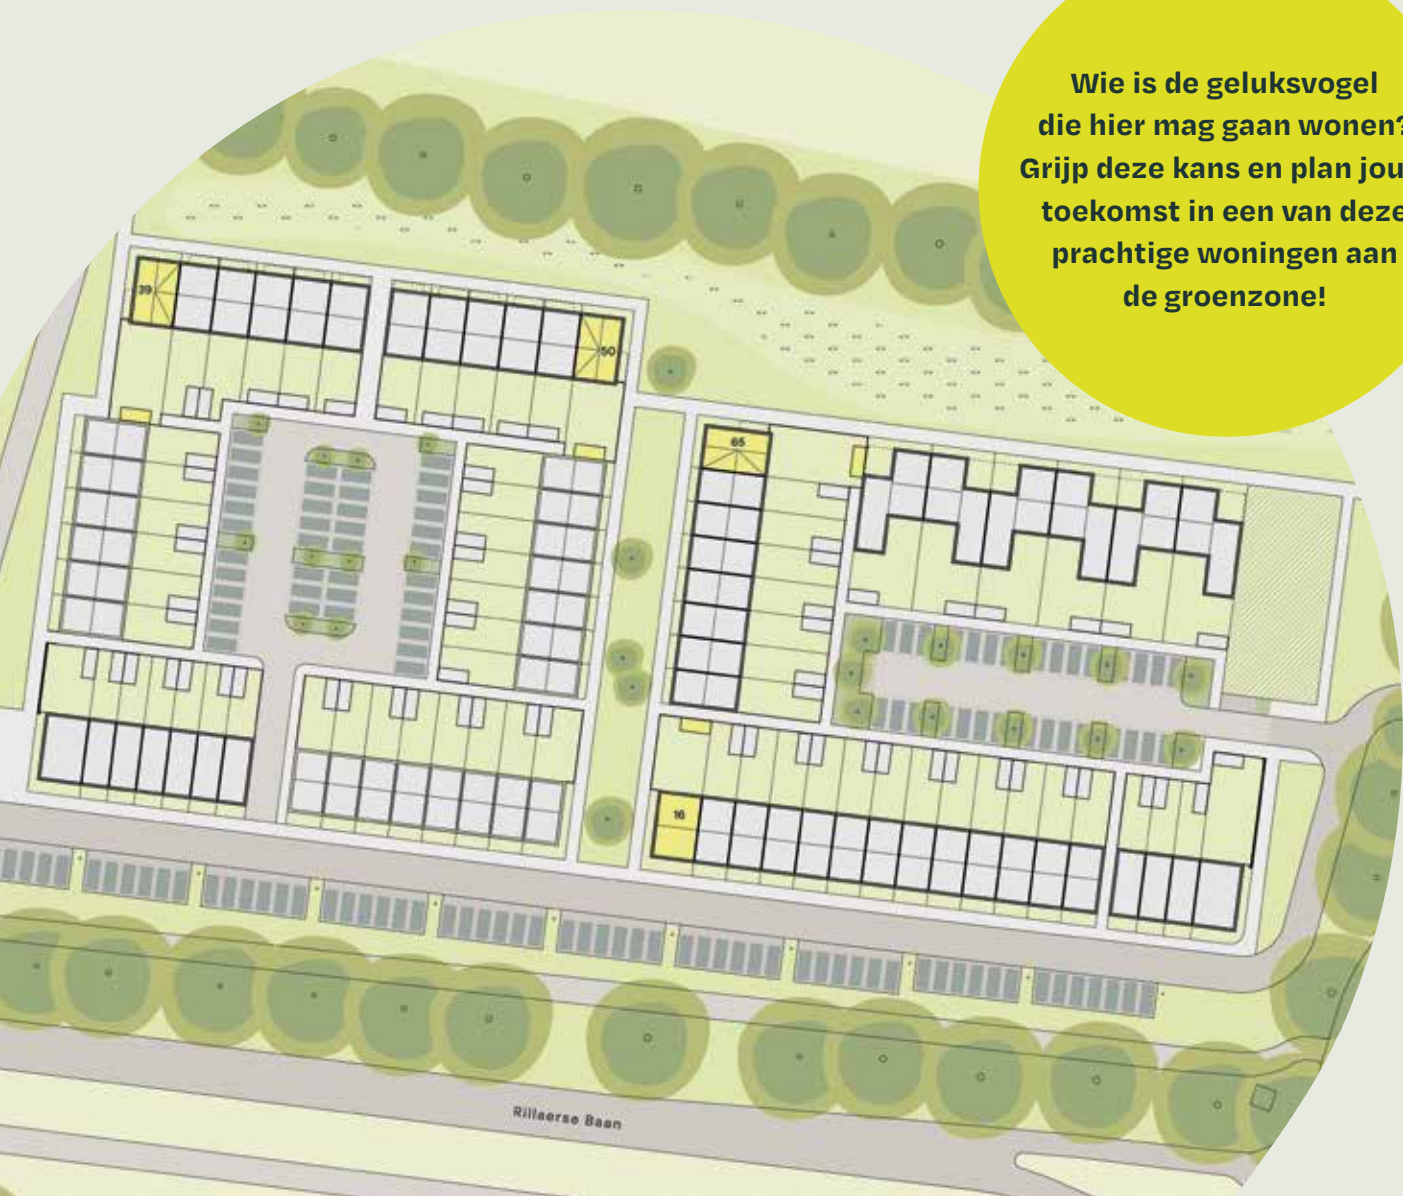 Wie is de geluksvogel
die hier mag gaan wonen?
Grijp deze kans en plan jou
toekomst in een van deze
prachtige woningen aan
de groenzone!
39
50
65
16
Rillaerse Baan